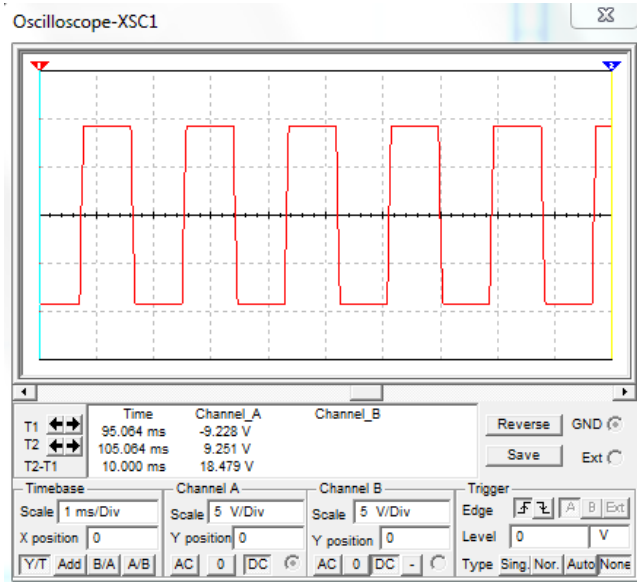 Oscilloscope-XSC1
1 2
Time Channel_A Channel_B
T1 95.064 ms -9.228 V
T2 105.064 ms 9.251 V
T2-T1 10.000 ms 18.479 V
Reverse GND
Save Ext
Timebase Channel A Channel B Trigger
Scale 1 ms/Div Scale 5 V/Div Scale 5 V/Div Edge A B Ext
X position 0 Y position 0 Y position 0 Level 0 V
Y/T Add B/A A/B AC 0 DC AC 0 DC - Type Sing. Nor. Auto None